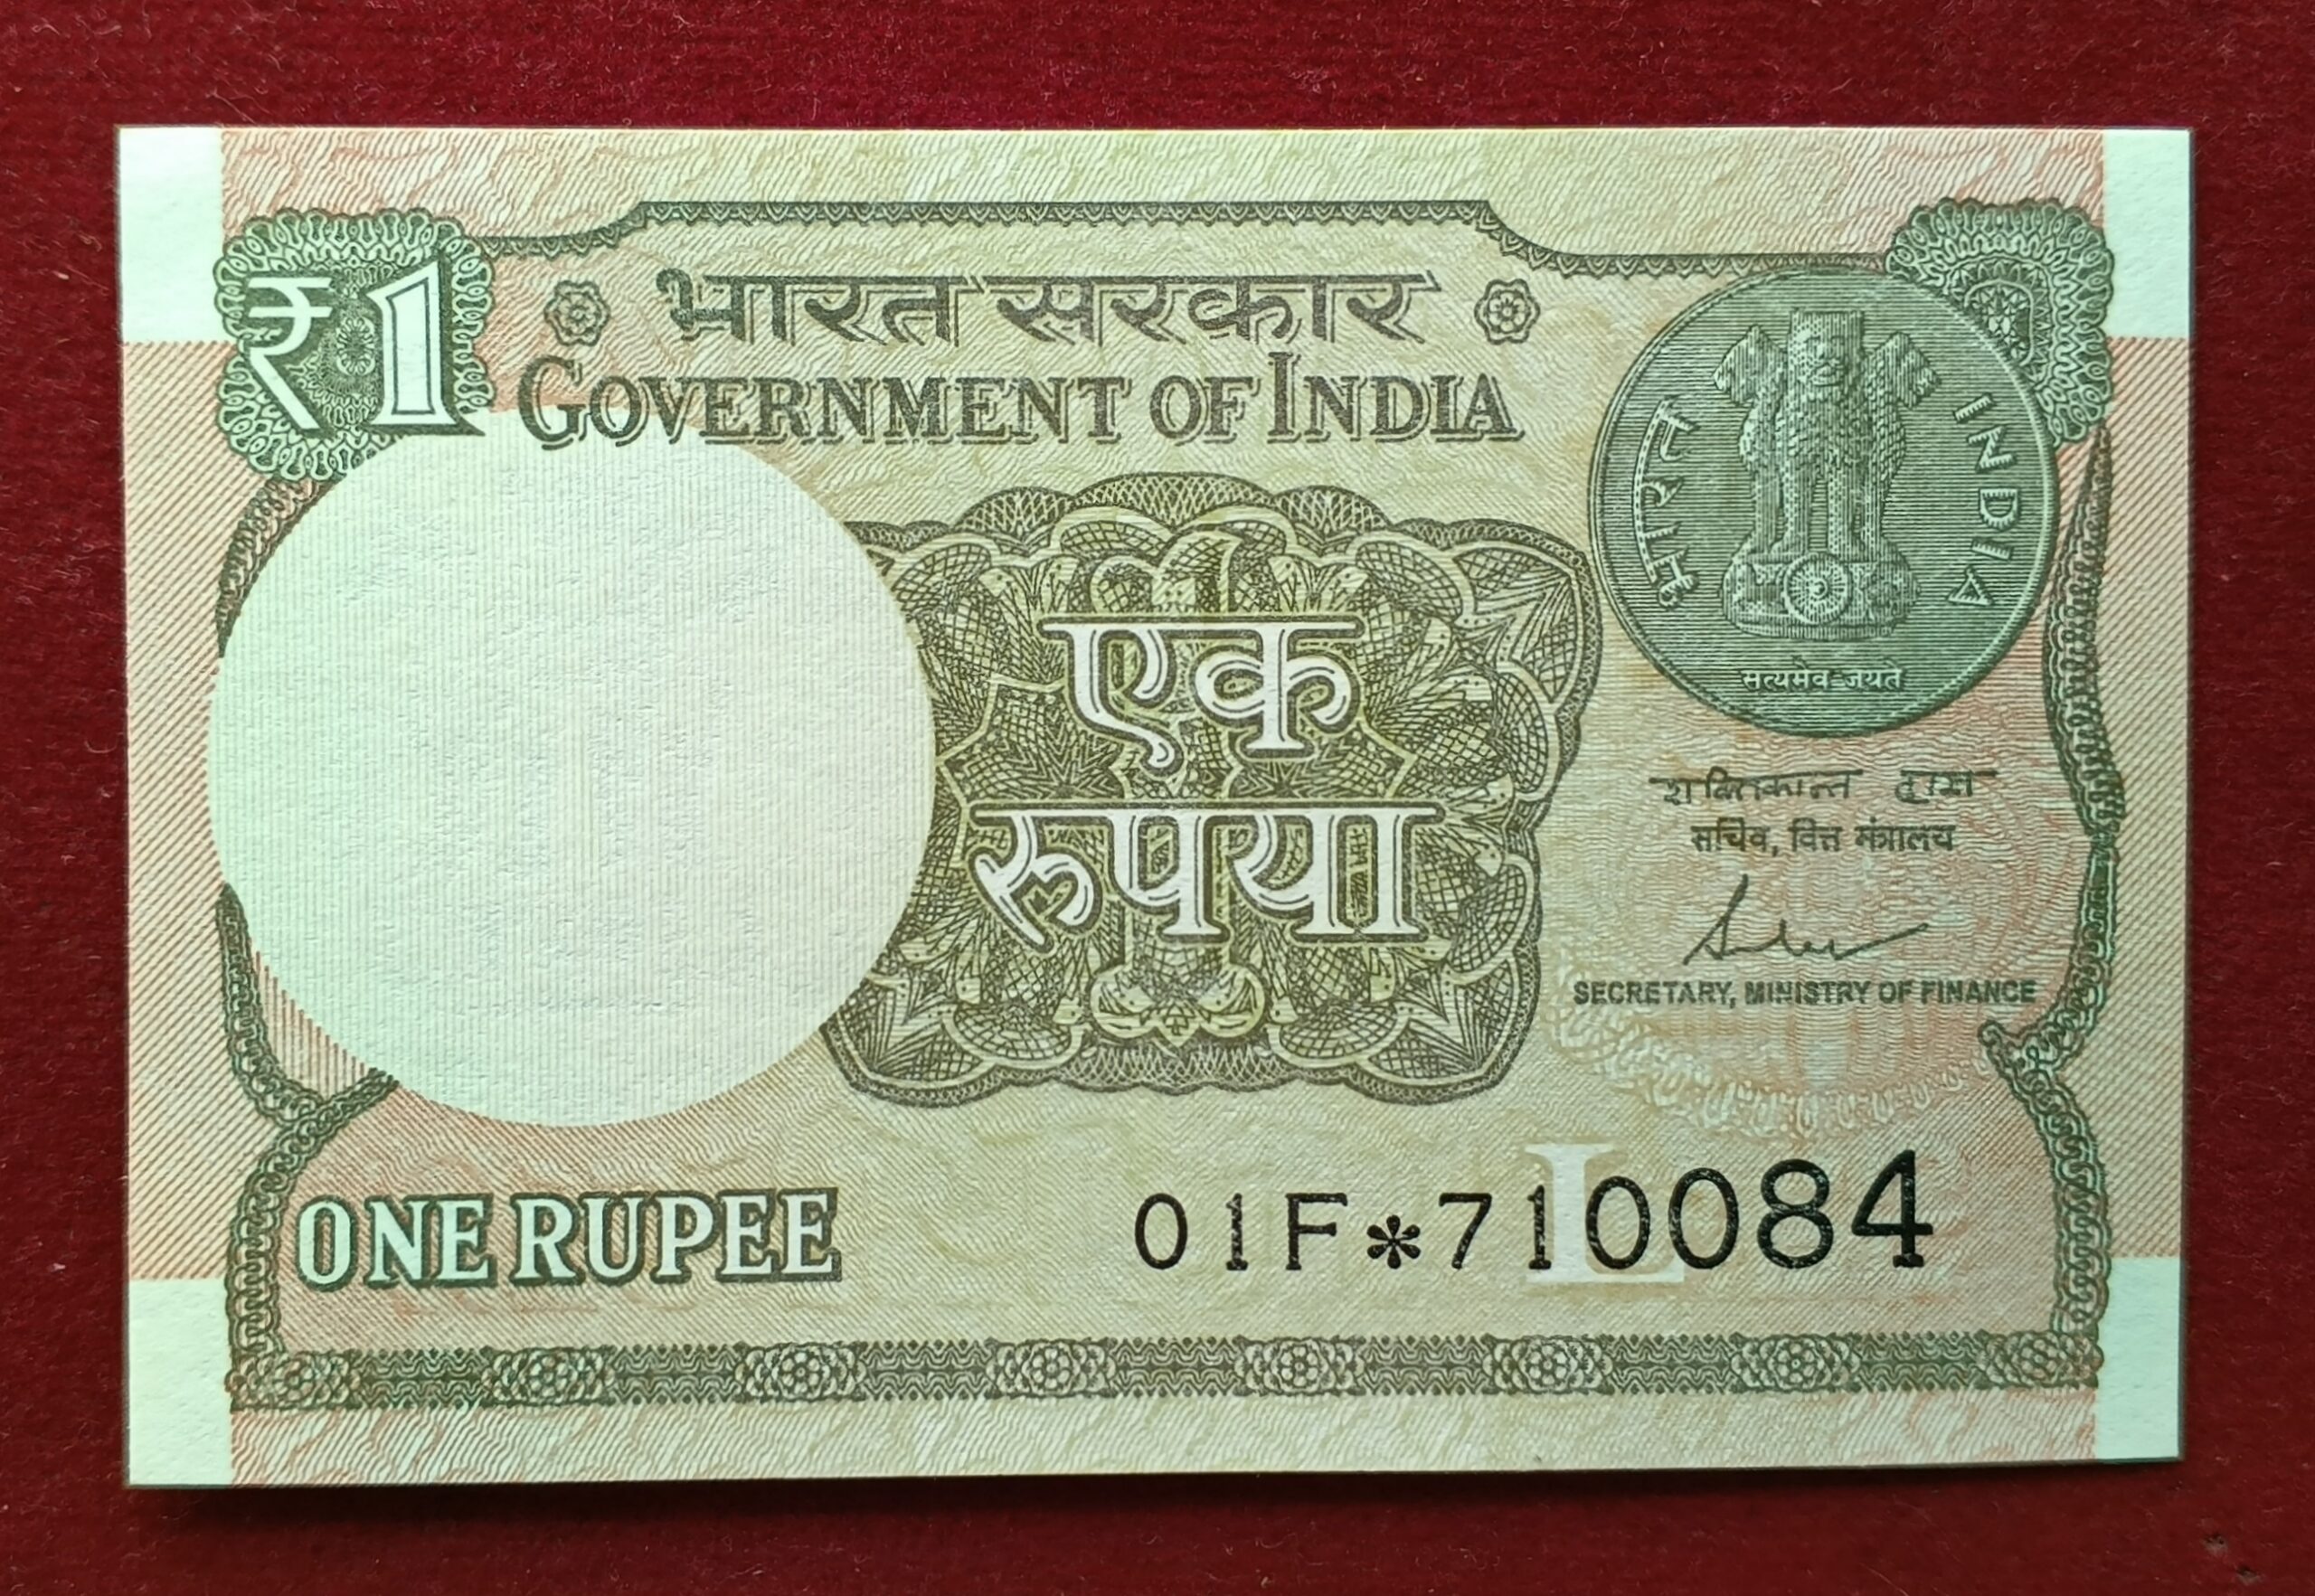 ₹1
भारत सरकार
GOVERNMENT OF INDIA
भारत
INDIA
सत्यमेव जयते
एक
रुपया
शक्तिकान्त दास
सचिव, वित्त मंत्रालय
SECRETARY, MINISTRY OF FINANCE
L
ONE RUPEE
01F*710084